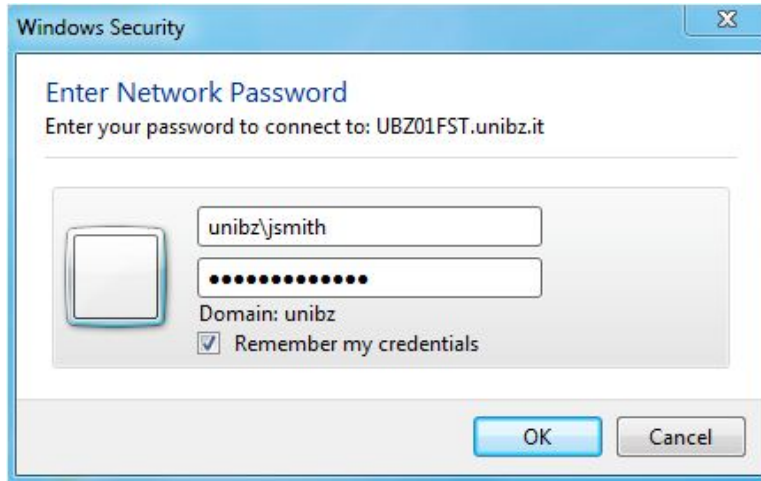 Windows Security
Enter Network Password
Enter your password to connect to: UBZ01FST.unibz.it
unibz\jsmith
•••••••••••••
Domain: unibz
Remember my credentials
OK Cancel